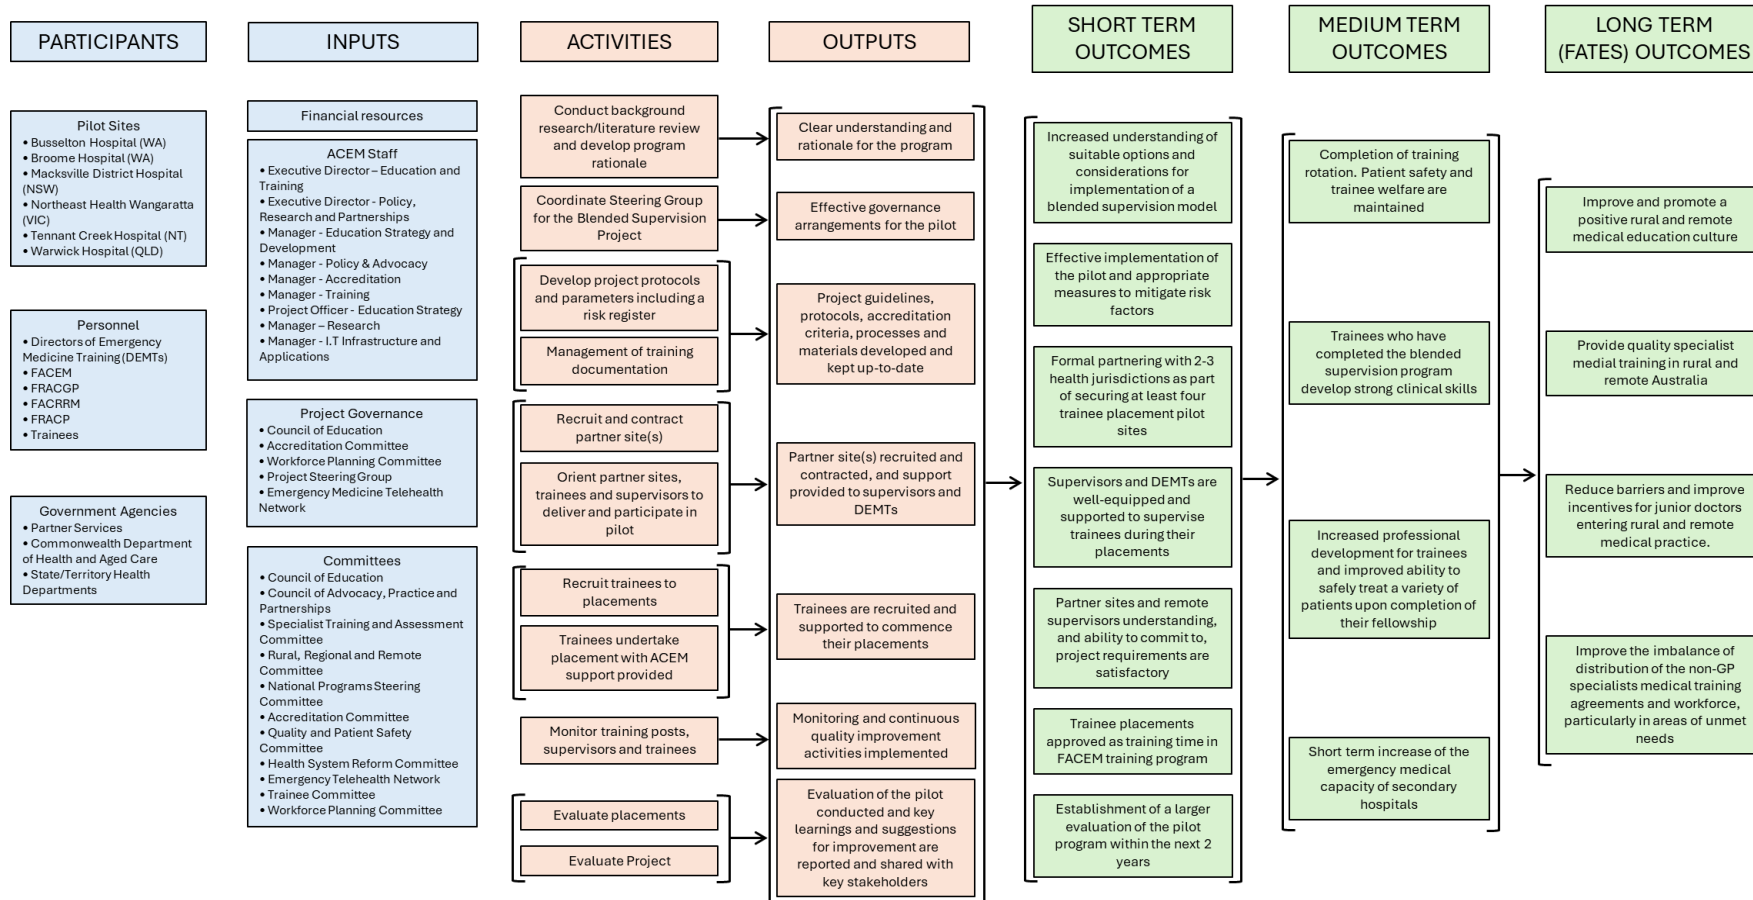 PARTICIPANTS
INPUTS
ACTIVITIES
OUTPUTS
SHORT TERM
OUTCOMES
MEDIUM TERM
OUTCOMES
LONG TERM
(FATES) OUTCOMES
Pilot Sites
• Busselton Hospital (WA)
• Broome Hospital (WA)
• Macksville District Hospital
(NSW)
• Northeast Health Wangaratta
(VIC)
• Tennant Creek Hospital (NT)
• Warwick Hospital (QLD)
Personnel
• Directors of Emergency
Medicine Training (DEMTs)
• FACEM
• FRACGP
• FACRRM
• FRACP
• Trainees
Government Agencies
• Partner Services
• Commonwealth Department
of Health and Aged Care
• State/Territory Health
Departments
Financial resources
ACEM Staff
• Executive Director – Education and
Training
• Executive Director - Policy,
Research and Partnerships
• Manager - Education Strategy and
Development
• Manager - Policy & Advocacy
• Manager - Accreditation
• Manager - Training
• Project Officer - Education Strategy
• Manager – Research
• Manager - I.T Infrastructure and
Applications
Project Governance
• Council of Education
• Accreditation Committee
• Workforce Planning Committee
• Project Steering Group
• Emergency Medicine Telehealth
Network
Committees
• Council of Education
• Council of Advocacy, Practice and
Partnerships
• Specialist Training and Assessment
Committee
• Rural, Regional and Remote
Committee
• National Programs Steering
Committee
• Accreditation Committee
• Quality and Patient Safety
Committee
• Health System Reform Committee
• Emergency Telehealth Network
• Trainee Committee
• Workforce Planning Committee
Conduct background
research/literature review
and develop program
rationale
Coordinate Steering Group
for the Blended Supervision
Project
Develop project protocols
and parameters including a
risk register
Management of training
documentation
Recruit and contract
partner site(s)
Orient partner sites,
trainees and supervisors to
deliver and participate in
pilot
Recruit trainees to
placements
Trainees undertake
placement with ACEM
support provided
Monitor training posts,
supervisors and trainees
Evaluate placements
Evaluate Project
Clear understanding and
rationale for the program
Effective governance
arrangements for the pilot
Project guidelines,
protocols, accreditation
criteria, processes and
materials developed and
kept up-to-date
Partner site(s) recruited and
contracted, and support
provided to supervisors and
DEMTs
Trainees are recruited and
supported to commence
their placements
Monitoring and continuous
quality improvement
activities implemented
Evaluation of the pilot
conducted and key
learnings and suggestions
for improvement are
reported and shared with
key stakeholders
Increased understanding of
suitable options and
considerations for
implementation of a
blended supervision model
Effective implementation of
the pilot and appropriate
measures to mitigate risk
factors
Formal partnering with 2-3
health jurisdictions as part
of securing at least four
trainee placement pilot
sites
Supervisors and DEMTs are
well-equipped and
supported to supervise
trainees during their
placements
Partner sites and remote
supervisors understanding,
and ability to commit to,
project requirements are
satisfactory
Trainee placements
approved as training time in
FACEM training program
Establishment of a larger
evaluation of the pilot
program within the next 2
years
Completion of training
rotation. Patient safety and
trainee welfare are
maintained
Trainees who have
completed the blended
supervision program
develop strong clinical skills
Increased professional
development for trainees
and improved ability to
safely treat a variety of
patients upon completion of
their fellowship
Short term increase of the
emergency medical
capacity of secondary
hospitals
Improve and promote a
positive rural and remote
medical education culture
Provide quality specialist
medial training in rural and
remote Australia
Reduce barriers and improve
incentives for junior doctors
entering rural and remote
medical practice.
Improve the imbalance of
distribution of the non-GP
specialists medical training
agreements and workforce,
particularly in areas of unmet
needs